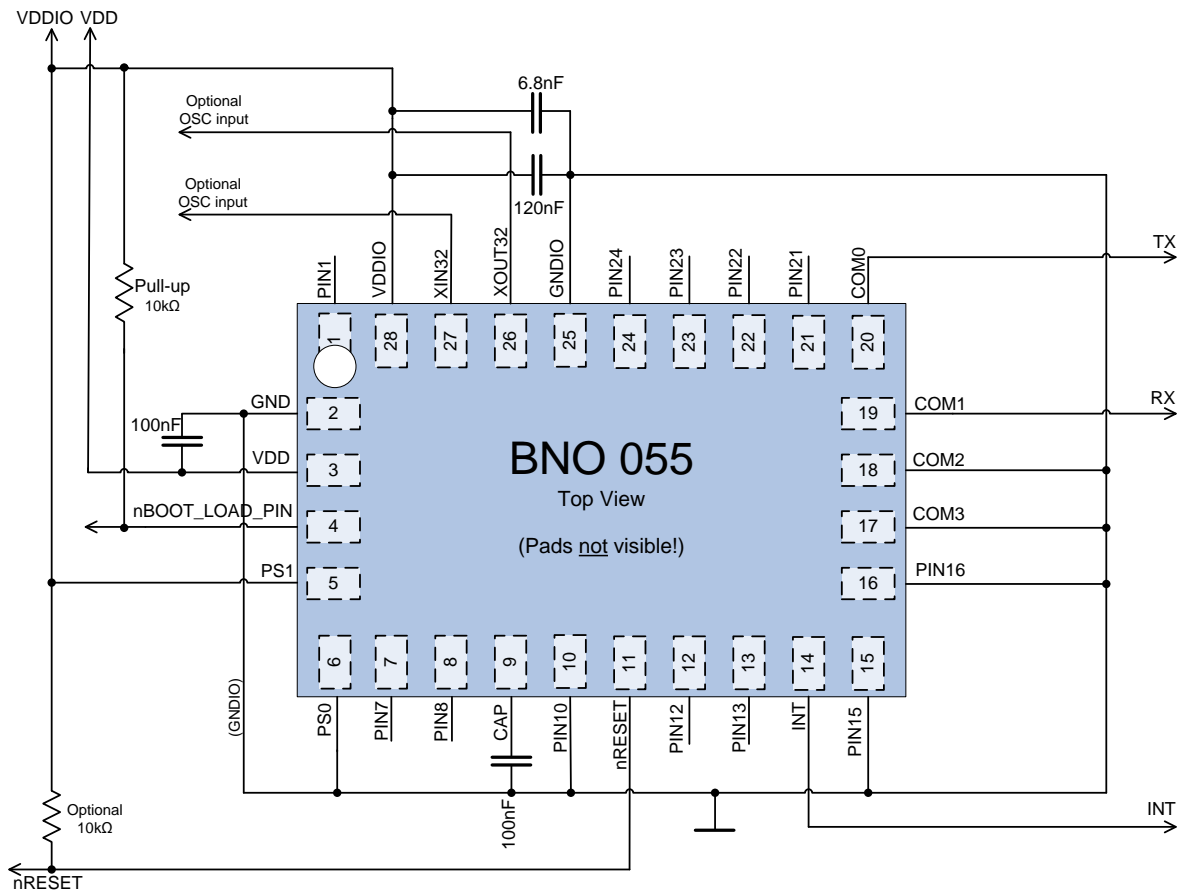 VDDIO VDD
6.8nF
Optional
OSC input
Optional
OSC input
120nF
TX
PIN1
VDDIO
XIN32
XOUT32
GNDIO
PIN24
PIN23
PIN22
PIN21
COM0
Pull-up
10kΩ
1
28
27
26
25
24
23
22
21
20
GND
100nF
VDD
nBOOT_LOAD_PIN
PS1
2
3
4
5
BNO 055
Top View
(Pads not visible!)
19
18
17
16
COM1
RX
COM2
COM3
PIN16
6
7
8
9
10
11
12
13
14
15
(GNDIO)
PS0
PIN7
PIN8
CAP
PIN10
nRESET
PIN12
PIN13
INT
PIN15
100nF
Optional
10kΩ
INT
nRESET